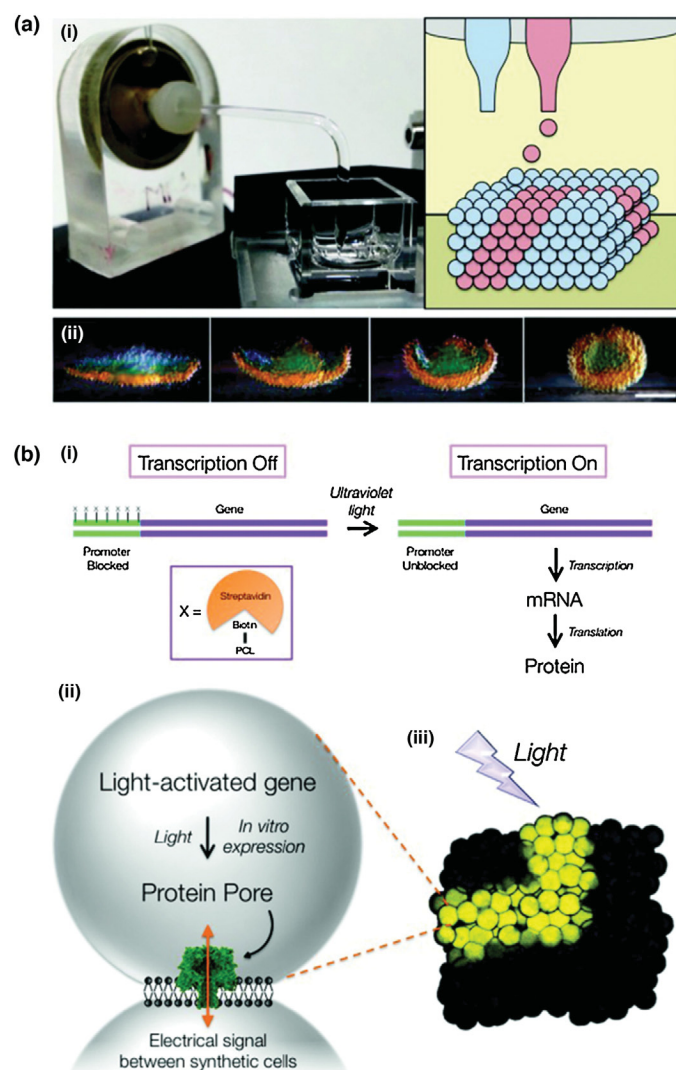 (a)
(i)
(ii)
(b)
(i)
Transcription Off
Transcription On
Ultraviolet
light
X X X X X X X
Gene
Gene
Promoter
Blocked
Promoter
Unblocked
X =
Streptavidin
Biotin
PCL
Transcription
mRNA
Translation
Protein
(ii)
Light-activated gene
Light
In vitro
expression
Protein Pore
Electrical signal
between synthetic cells
(iii)
Light